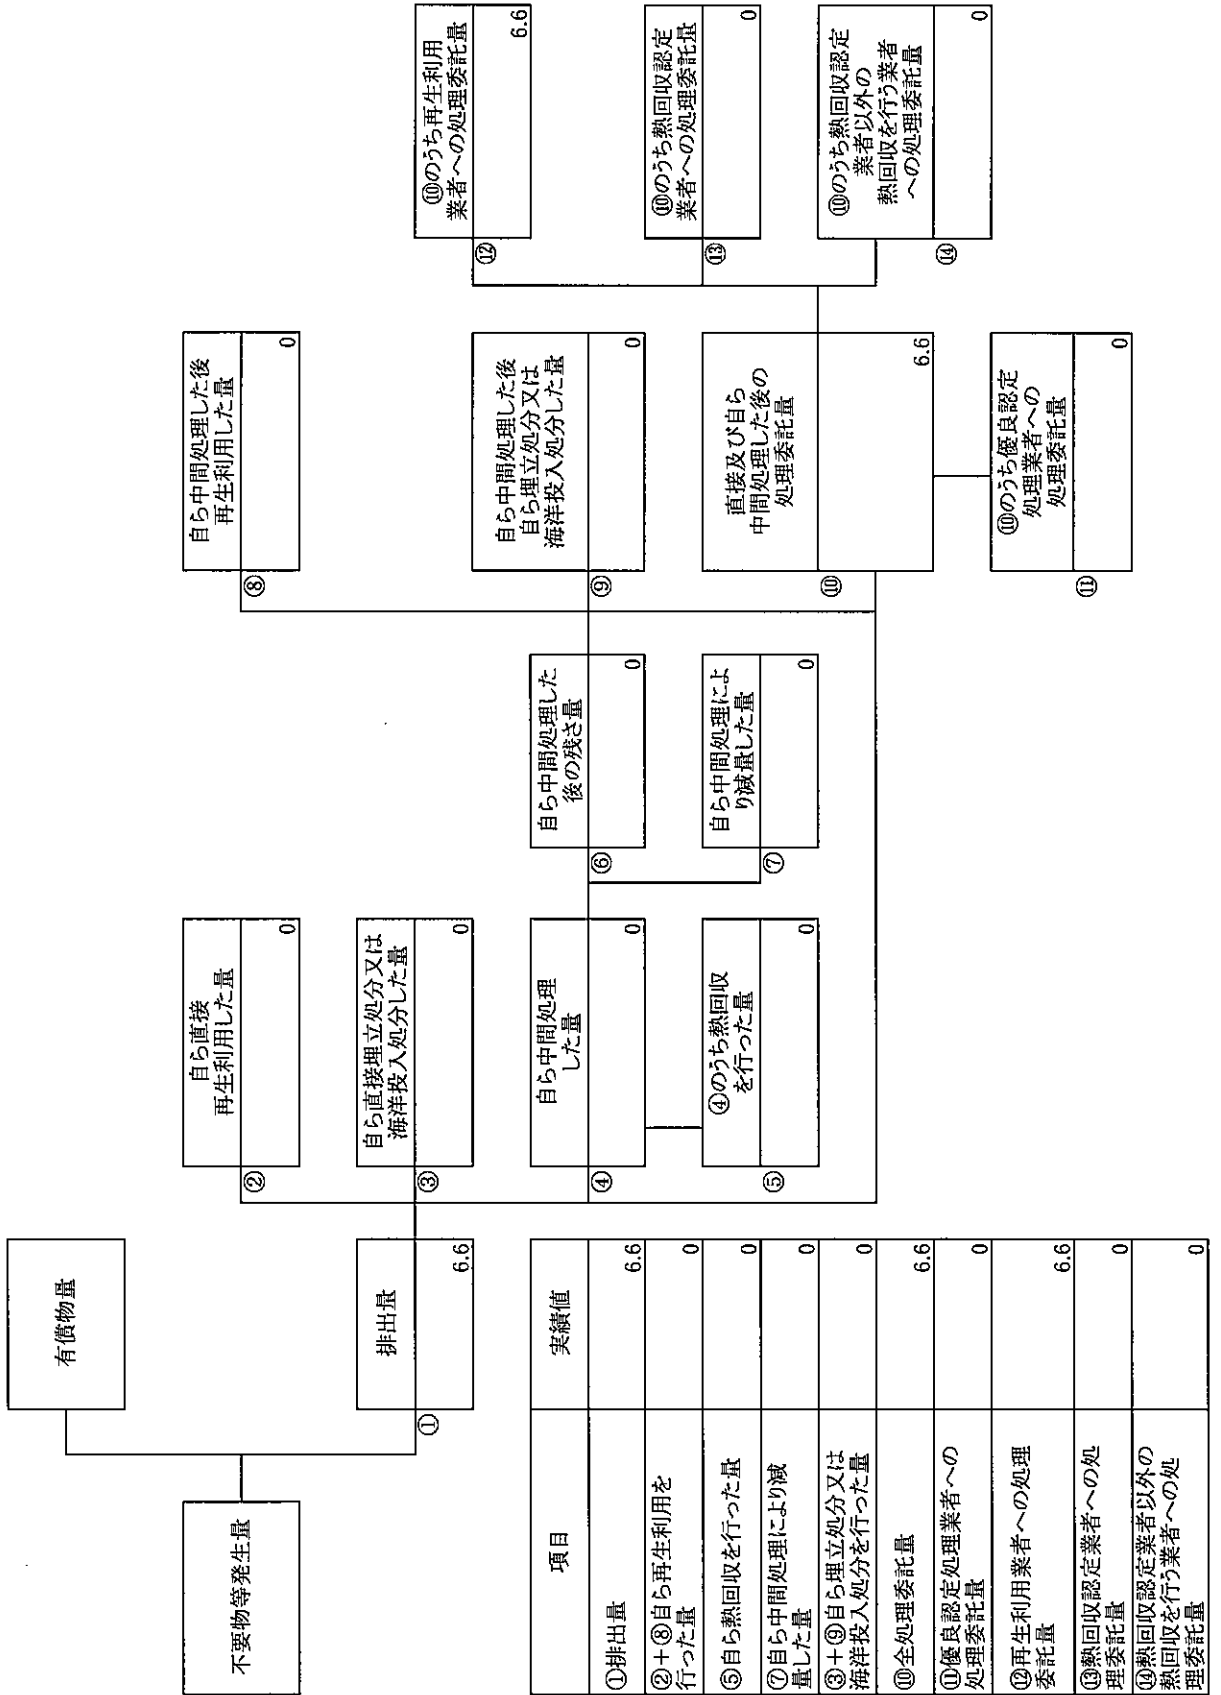 不要物等発生量
有償物量
①
排出量
6.6
②
自ら直接
再生利用した量
0
③
自ら直接埋立処分又は
海洋投入処分した量
0
④
自ら中間処理
した量
0
⑤
④のうち熱回収
を行った量
0
⑥
自ら中間処理した
後の残さ量
0
⑦
自ら中間処理によ
り減量した量
0
⑧
自ら中間処理した後
再生利用した量
0
⑨
自ら中間処理した後
自ら埋立処分又は
海洋投入処分した量
0
⑩
直接及び自ら
中間処理した後の
処理委託量
6.6
⑪
⑩のうち優良認定
処理業者への
処理委託量
0
⑫
⑩のうち再生利用
業者への処理委託量
6.6
⑬
⑩のうち熱回収認定
業者への処理委託量
0
⑭
⑩のうち熱回収認定
業者以外の
熱回収を行う業者
への処理委託量
0
項目 実績値
①排出量 6.6
②+⑧自ら再生利用を
行った量 0
⑤自ら熱回収を行った量 0
⑦自ら中間処理により減
量した量 0
③+⑨自ら埋立処分又は
海洋投入処分を行った量 0
⑩全処理委託量 6.6
⑪優良認定処理業者への
処理委託量 0
⑫再生利用業者への処理
委託量 6.6
⑬熱回収認定業者への処
理委託量 0
⑭熱回収認定業者以外の
熱回収を行う業者への処
理委託量 0